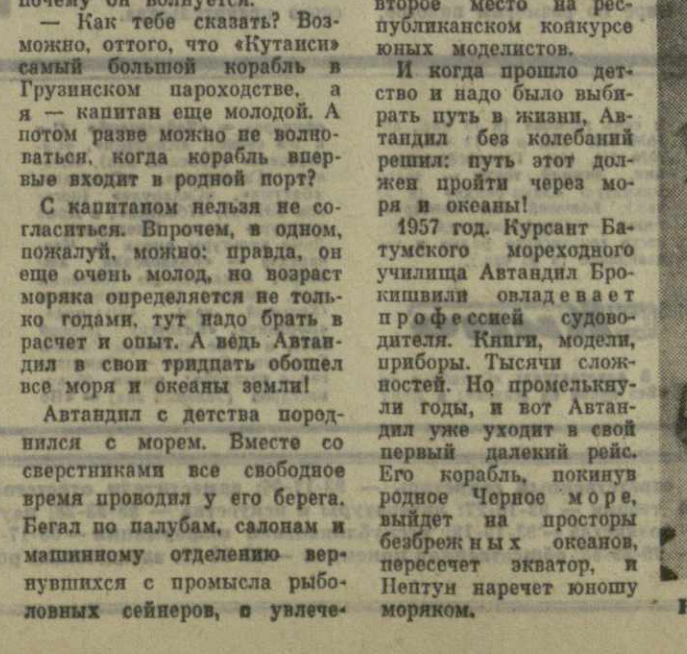 почему он волнуется.
— Как тебе сказать? Воз-
можно, оттого, что «Кутаиси»
самый большой корабль в
Грузинском пароходстве, а
я — капитан еще молодой. А
потом разве можно не волно-
ваться, когда корабль впер-
вые входит в родной порт?
С капитаном нельзя не со-
гласиться. Впрочем, в одном,
пожалуй, можно: правда, он
еще очень молод, но возраст
моряка определяется не толь-
ко годами, тут надо брать в
расчет и опыт. А ведь Автан-
дил в свои тридцать обошел
все моря и океаны земли!
Автандил с детства пород-
нился с морем. Вместе со
сверстниками все свободное
время проводил у его берега.
Бегал по палубам, салонам и
машинному отделению вер-
нувшихся с промысла рыбо-
ловных сейнеров, о увлече-
второе место на рес-
публиканском конкурсе
юных моделистов.
И когда прошло дет-
ство и надо было выби-
рать путь в жизни, Ав-
тандил без колебаний
решил: путь этот дол-
жен пройти через мо-
ря и океаны!
1957 год. Курсант Ба-
тумского мореходного
училища Автандил Бро-
кишвили овладевает
профессией судово-
дителя. Книги, модели,
приборы. Тысячи слож-
ностей. Но промелькну-
ли годы, и вот Автан-
дил уже уходит в свой
первый далекий рейс.
Его корабль, покинув
родное Черное море,
выйдет на просторы
безбрежных океанов,
пересечет экватор, и
Нептун наречет юношу
моряком.